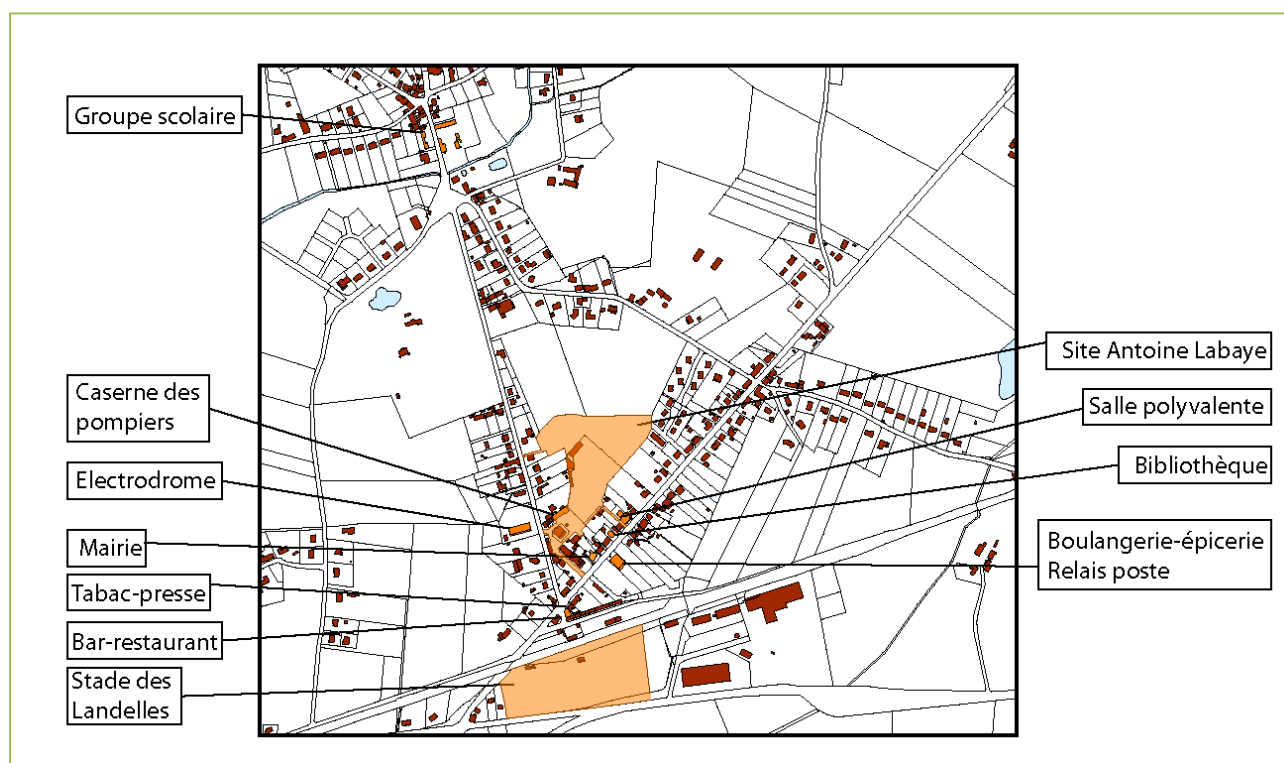 Groupe scolaire
Caserne des
pompiers
Electrodrome
Mairie
Tabac-presse
Bar-restaurant
Stade des
Landelles
Site Antoine Labaye
Salle polyvalente
Bibliothèque
Boulangerie-épicerie
Relais poste